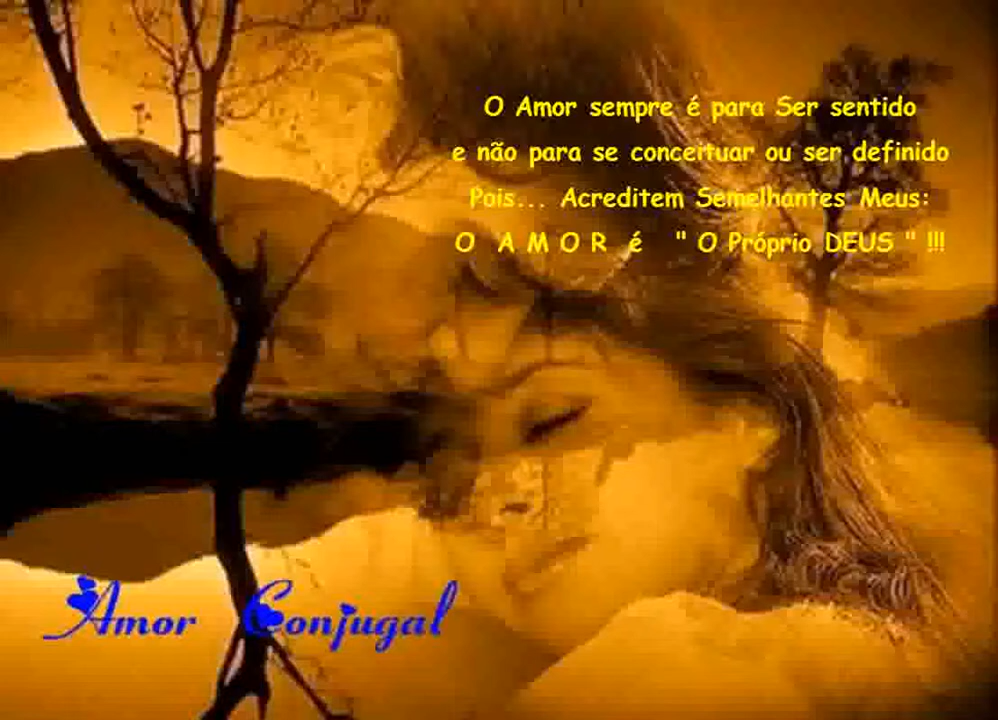 O Amor sempre é para Ser sentido
e não para se conceituar ou ser definido
Pois... Acreditem Semelhantes Meus:
O A M O R é " O Próprio DEUS " !!!
Amor Conjugal